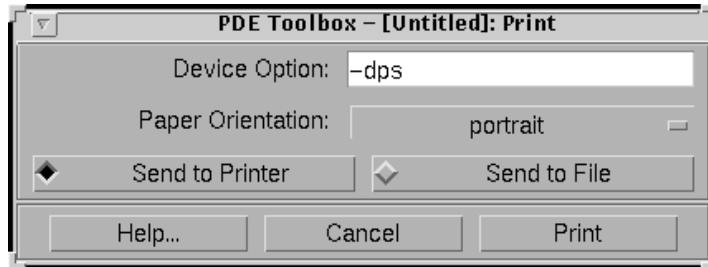 PDE Toolbox – [Untitled]: Print
Device Option: –dps
Paper Orientation: portrait
Send to Printer Send to File
Help... Cancel Print